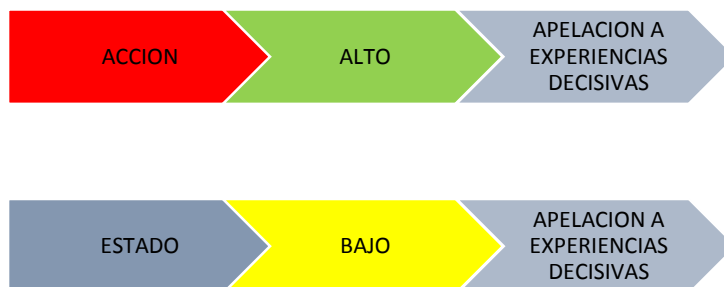 ACCION
ALTO
APELACION A
EXPERIENCIAS
DECISIVAS
ESTADO
BAJO
APELACION A
EXPERIENCIAS
DECISIVAS